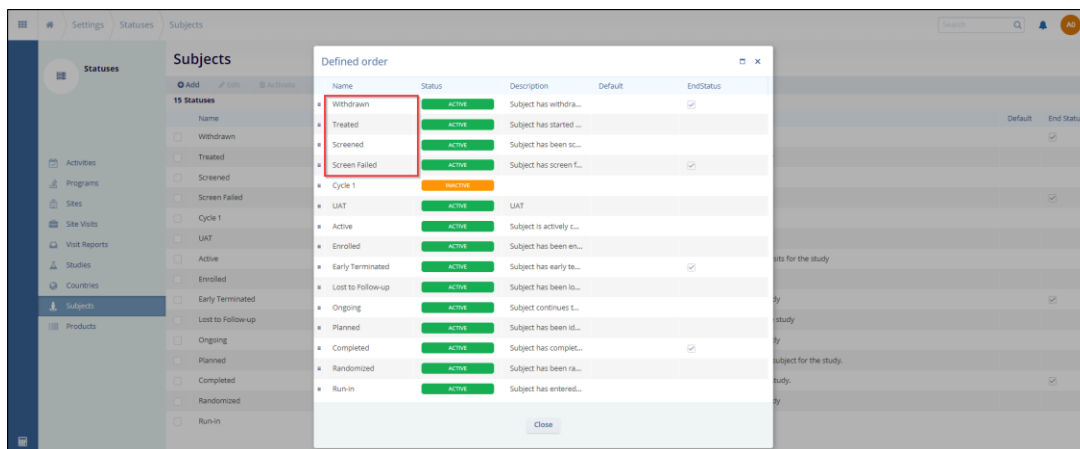 Settings Statuses Subjects Search AD
Statuses
Activities
Programs
Sites
Site Visits
Visit Reports
Studies
Countries
Subjects
Products
Subjects
Add Edit Activate
15 Statuses
Name Default End Statu
Withdrawn
Treated
Screened
Screen Failed
Cycle 1
UAT
Active sits for the study
Enrolled
Early Terminated dy
Lost to Follow-up study
Ongoing dy
Planned subject for the study.
Completed tudy.
Randomized dy
Run-in
Defined order
Name Status Description Default EndStatus
Withdrawn ACTIVE Subject has withdra...
Treated ACTIVE Subject has started ...
Screened ACTIVE Subject has been sc...
Screen Failed ACTIVE Subject has screen f...
Cycle 1 INACTIVE
UAT ACTIVE UAT
Active ACTIVE Subject is actively c...
Enrolled ACTIVE Subject has been en...
Early Terminated ACTIVE Subject has early te...
Lost to Follow-up ACTIVE Subject has been lo...
Ongoing ACTIVE Subject continues t...
Planned ACTIVE Subject has been id...
Completed ACTIVE Subject has complet...
Randomized ACTIVE Subject has been ra...
Run-in ACTIVE Subject has entered...
Close